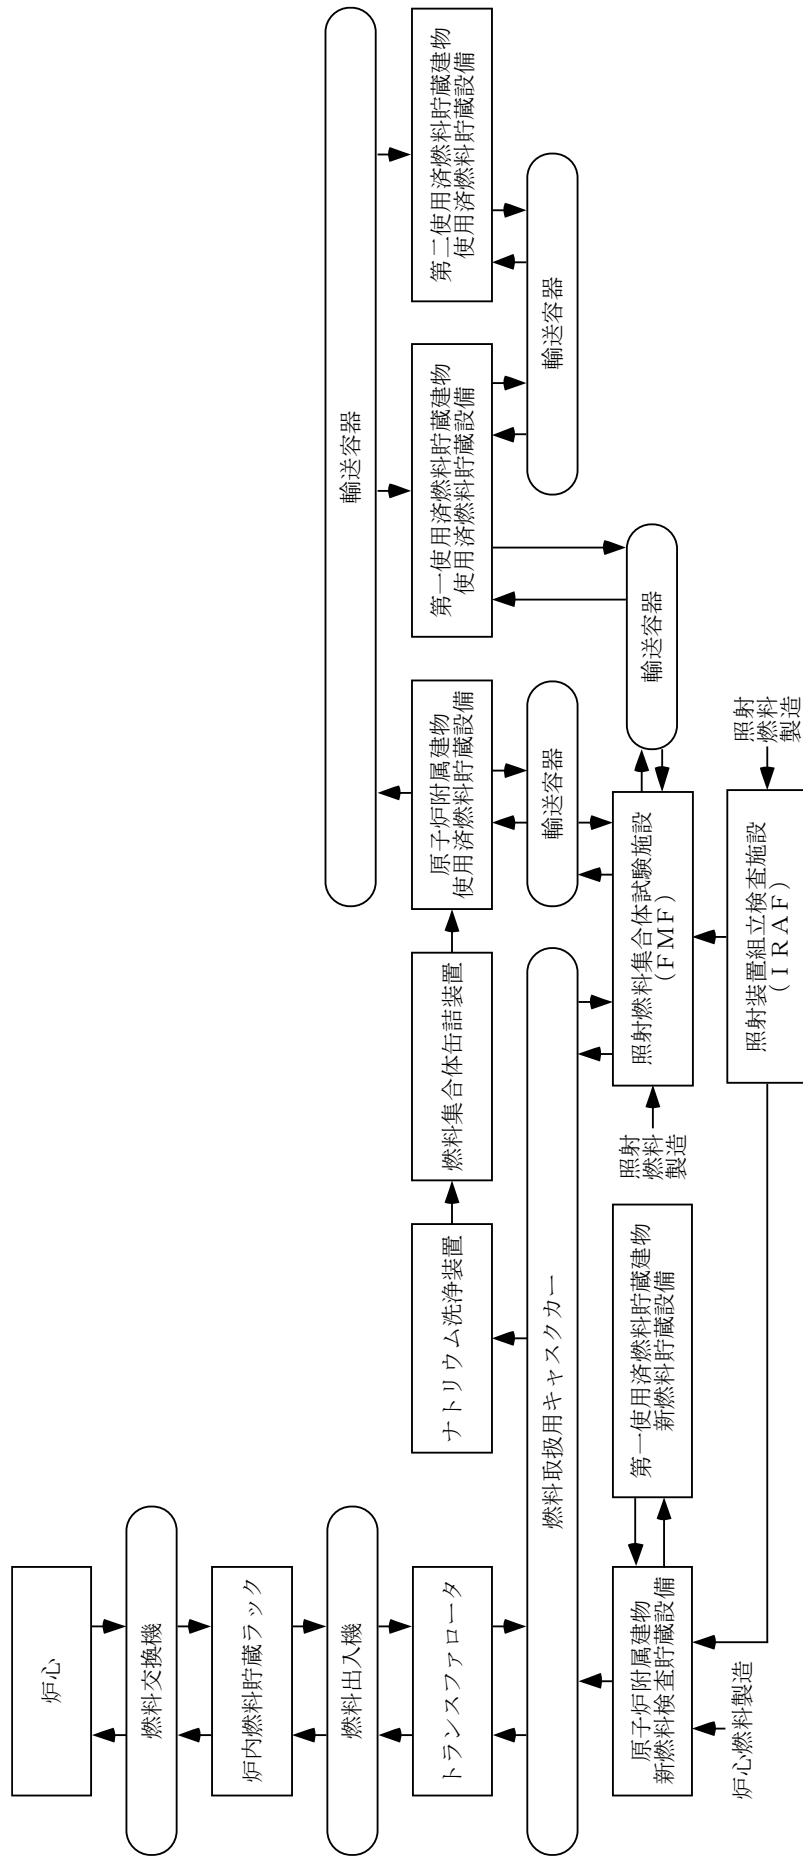 炉心
燃料交換機
炉内燃料貯蔵ラック
燃料出入機
トランスファロータ
燃料取扱用キャスクカー
原子炉附属建物
新燃料検査貯蔵設備
炉心燃料製造
第一使用済燃料貯蔵建物
新燃料貯蔵設備
ナトリウム洗浄装置
燃料集合体缶詰装置
原子炉附属建物
使用済燃料貯蔵設備
輸送容器
輸送容器
第一使用済燃料貯蔵建物
使用済燃料貯蔵設備
第二使用済燃料貯蔵建物
使用済燃料貯蔵設備
輸送容器
輸送容器
照射
燃料
製造
照射燃料集合体試験施設
(FMF)
照射装置組立検査施設
(IRAF)
照射
燃料
製造